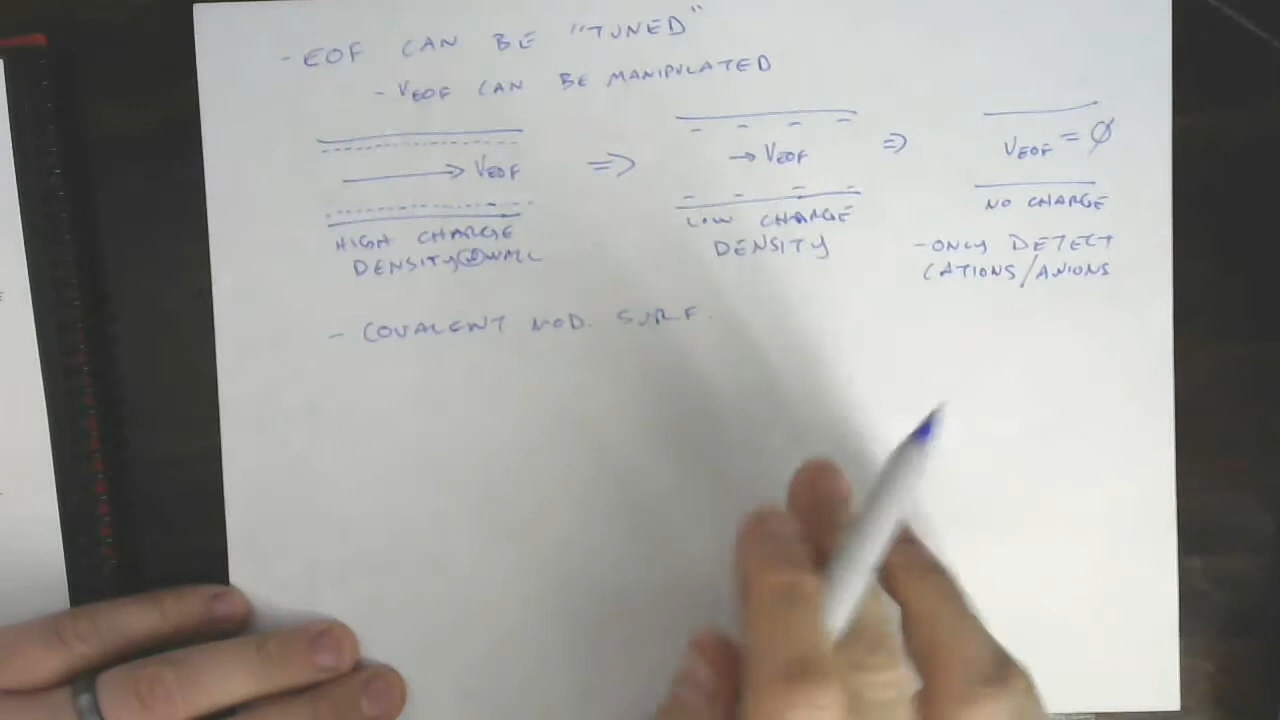 - EOF CAN BE "TUNED"
- VEOF CAN BE MANIPULATED
→ VEOF ⇒ → VEOF ⇒ VEOF = ∅
HIGH CHARGE DENSITY@WALL
LOW CHARGE DENSITY
NO CHARGE
- ONLY DETECT
CATIONS/ANIONS
- COVALENT MOD. SURF.